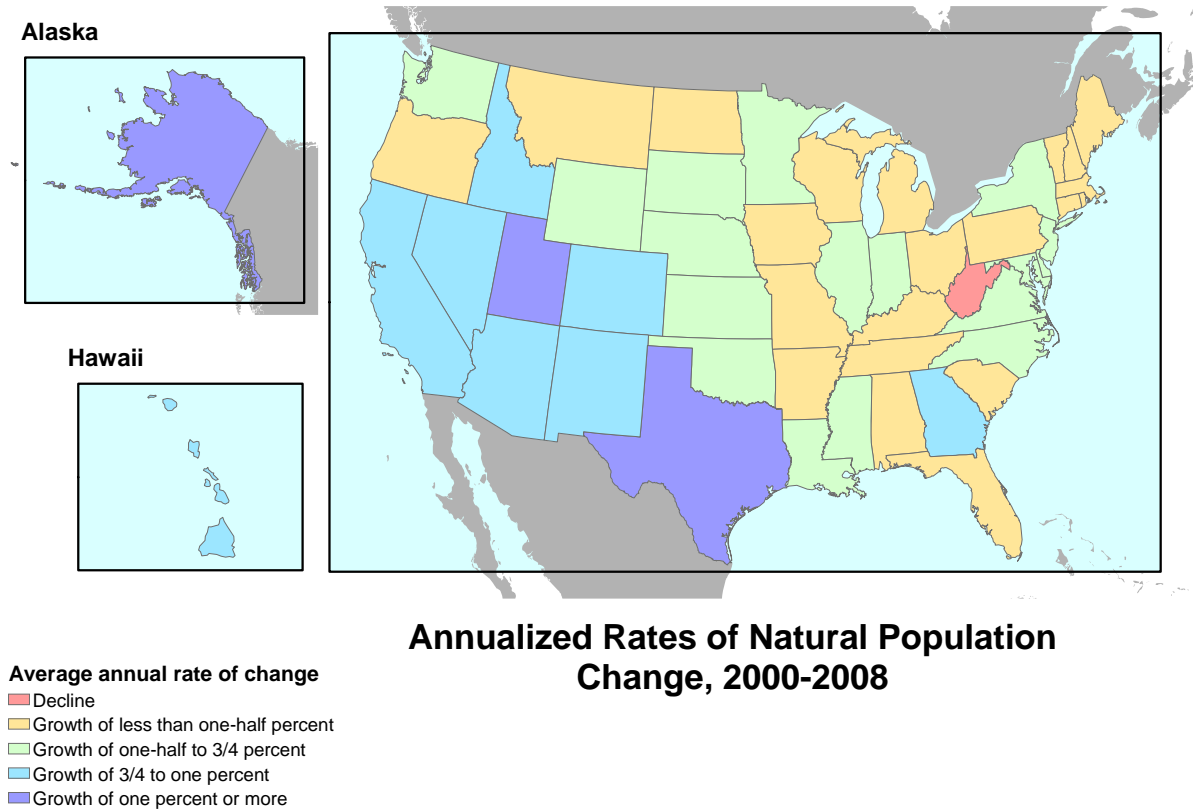 Alaska
Hawaii
Annualized Rates of Natural Population
Change, 2000-2008
Average annual rate of change
Decline
Growth of less than one-half percent
Growth of one-half to 3/4 percent
Growth of 3/4 to one percent
Growth of one percent or more